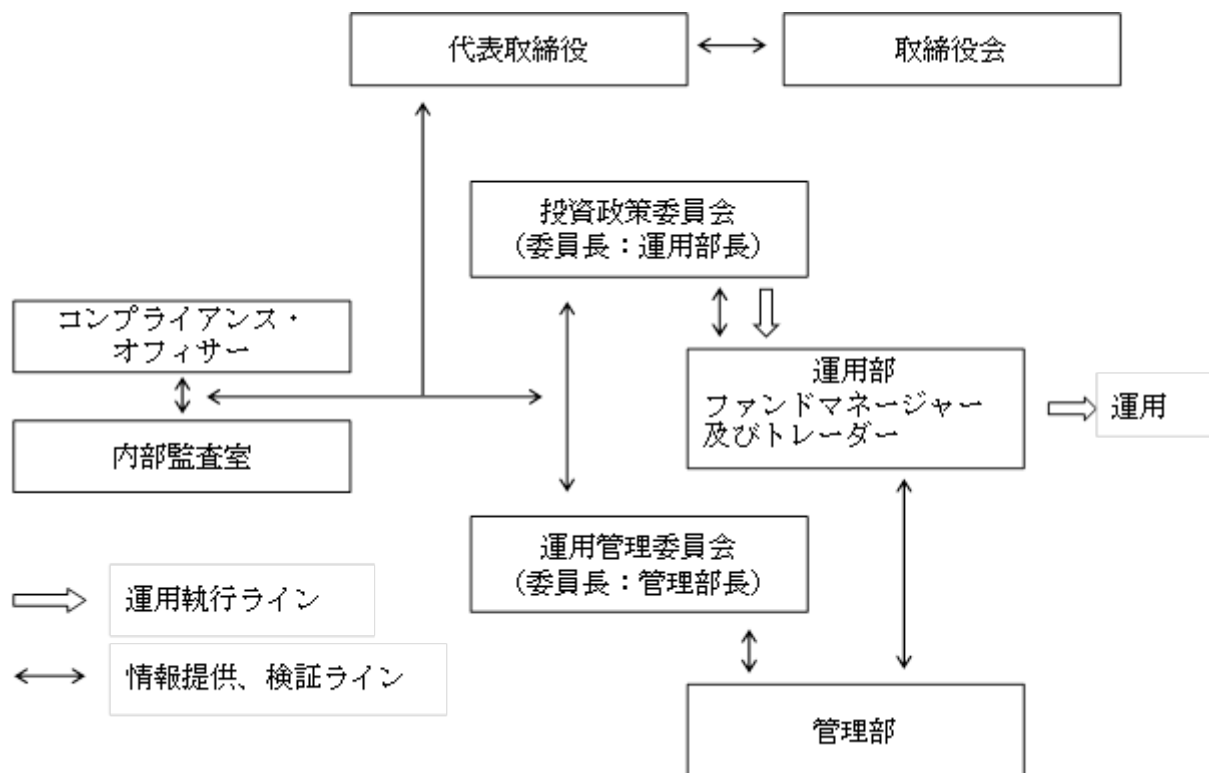 代表取締役
取締役会
投資政策委員会
(委員長：運用部長)
コンプライアンス・
オフィサー
運用部
ファンドマネージャー
及びトレーダー
運用
内部監査室
運用管理委員会
(委員長：管理部長)
運用執行ライン
情報提供、検証ライン
管理部